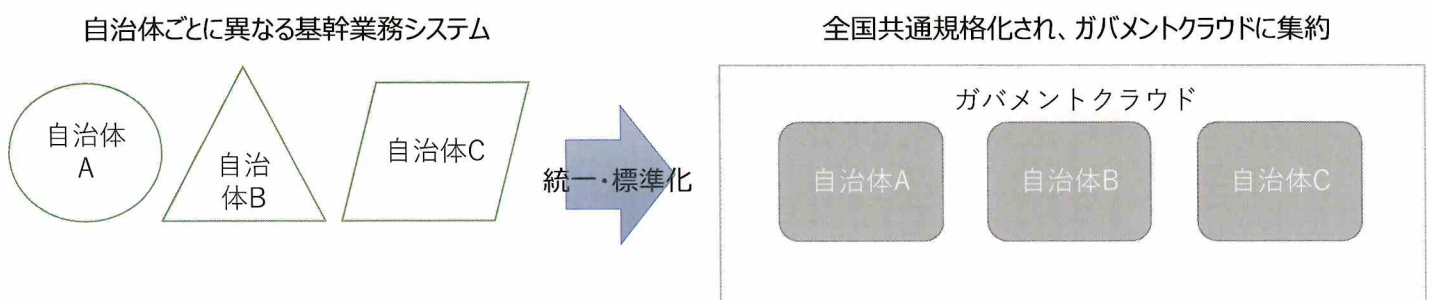 自治体ごとに異なる基幹業務システム
自治体
A
自治
体B
自治体C
統一・標準化
全国共通規格化され、ガバメントクラウドに集約
ガバメントクラウド
自治体A
自治体B
自治体C